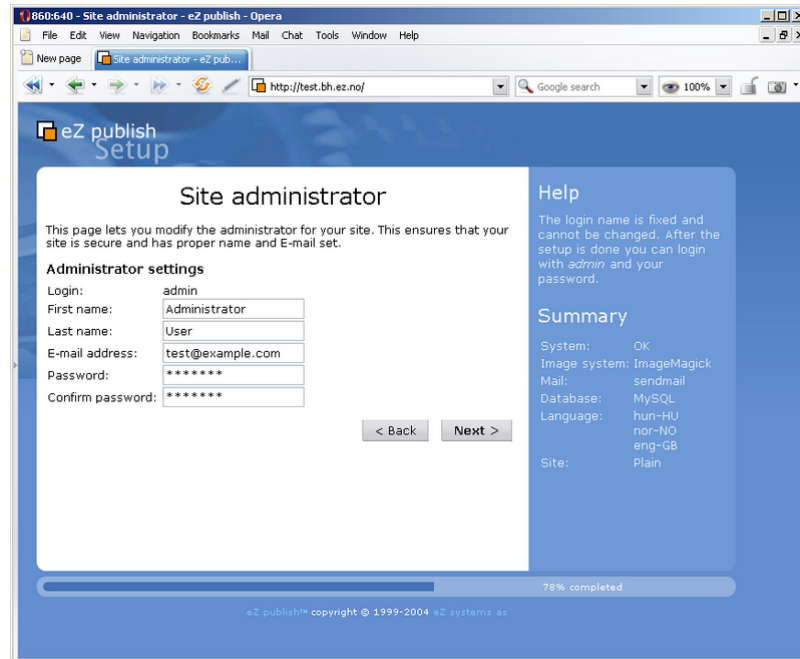 860:640 - Site administrator - eZ publish - Opera
File Edit View Navigation Bookmarks Mail Chat Tools Window Help
New page Site administrator - eZ pub...
http://test.bh.ez.no/ Google search 100%
eZ publish
Setup
Site administrator
This page lets you modify the administrator for your site. This ensures that your
site is secure and has proper name and E-mail set.
Administrator settings
Login: admin
First name: Administrator
Last name: User
E-mail address: test@example.com
Password: *******
Confirm password: *******
< Back Next >
Help
The login name is fixed and
cannot be changed. After the
setup is done you can login
with admin and your
password.
Summary
System: OK
Image system: ImageMagick
Mail: sendmail
Database: MySQL
Language: hun-HU
nor-NO
eng-GB
Site: Plain
78% completed
eZ publish™ copyright © 1999-2004 eZ systems as